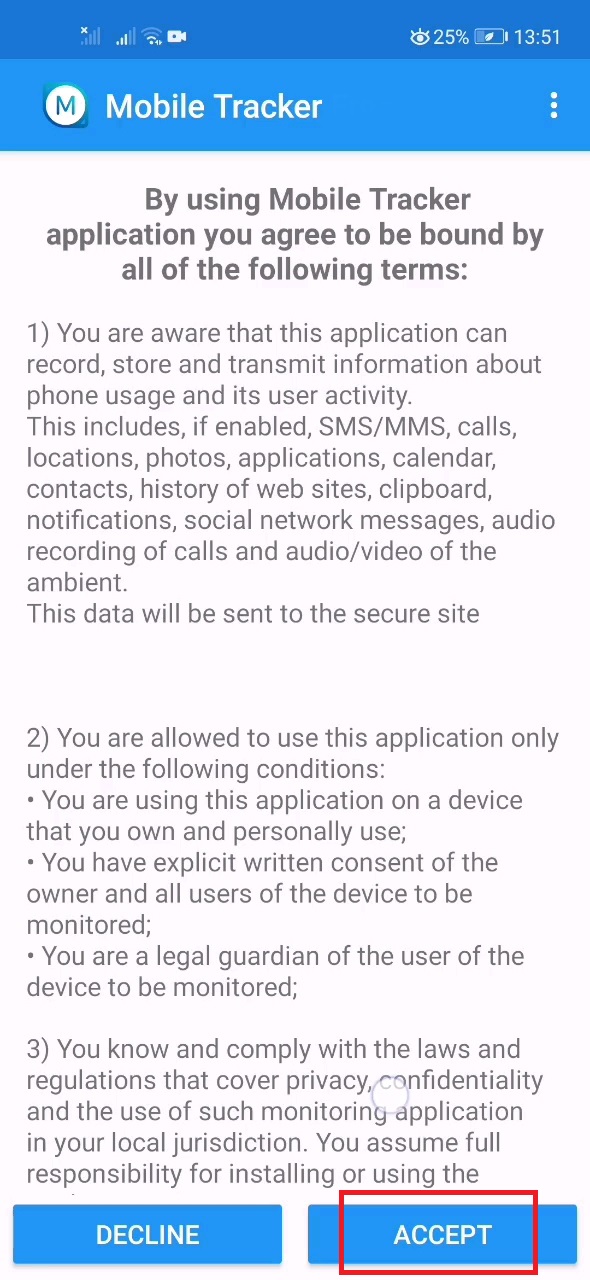 25% 13:51
M Mobile Tracker
By using Mobile Tracker
application you agree to be bound by
all of the following terms:
1) You are aware that this application can
record, store and transmit information about
phone usage and its user activity.
This includes, if enabled, SMS/MMS, calls,
locations, photos, applications, calendar,
contacts, history of web sites, clipboard,
notifications, social network messages, audio
recording of calls and audio/video of the
ambient.
This data will be sent to the secure site
2) You are allowed to use this application only
under the following conditions:
• You are using this application on a device
that you own and personally use;
• You have explicit written consent of the
owner and all users of the device to be
monitored;
• You are a legal guardian of the user of the
device to be monitored;
3) You know and comply with the laws and
regulations that cover privacy, confidentiality
and the use of such monitoring application
in your local jurisdiction. You assume full
responsibility for installing or using the
DECLINE ACCEPT